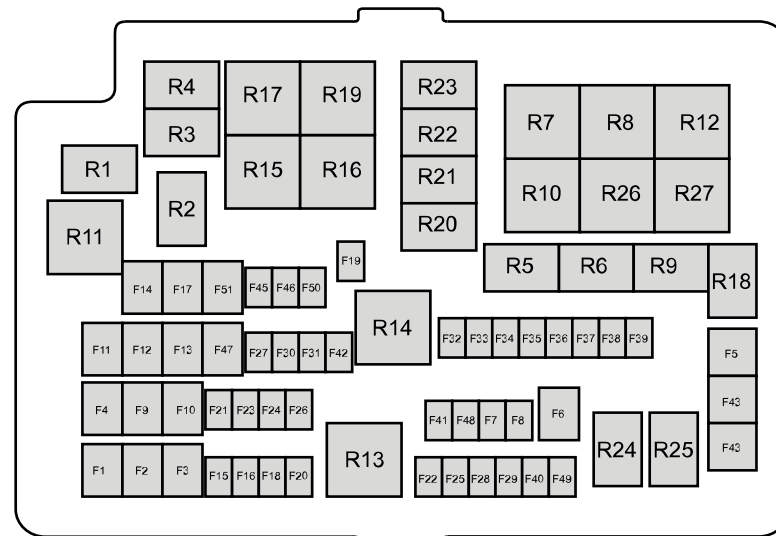 R4
R3
R17 R19
R15 R16
R23
R22
R21
R20
R7 R8 R12
R10 R26 R27
R1
R2
R11
R5 R6 R9
R18
F19
F14 F17 F51
F45 F46 F50
R14
F11 F12 F13 F47
F27 F30 F31 F42
F32 F33 F34 F35 F36 F37 F38 F39
F5
F43
F43
F4 F9 F10
F21 F23 F24 F26
F41 F48 F7 F8
F6
R24 R25
F1 F2 F3
F15 F16 F18 F20
R13
F22 F25 F28 F29 F40 F49